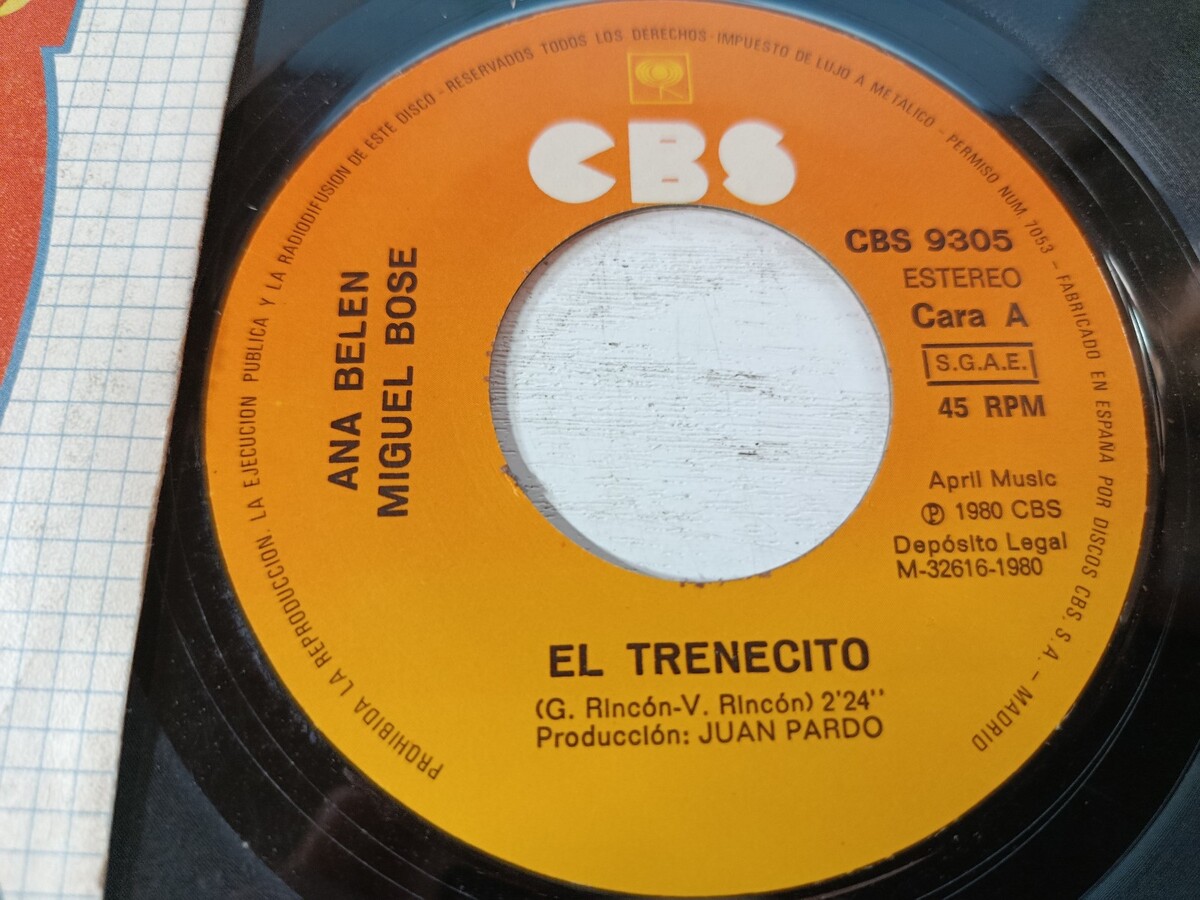 PROHIBIDA LA REPRODUCCION. LA EJECUCION PUBLICA Y LA RADIODIFUSION DE ESTE DISCO - RESERVADOS TODOS LOS DERECHOS - IMPUESTO DE LUJO A METALICO - PERMISO NUM 7053 - FABRICADO EN ESPAÑA POR DISCOS CBS. S.A. - MADRID
CBS
ANA BELEN
MIGUEL BOSE
CBS 9305
ESTEREO
Cara A
S.G.A.E.
45 RPM
April Music
℗ 1980 CBS
Depósito Legal
M-32616-1980
EL TRENECITO
(G. Rincón-V. Rincón) 2'24''
Producción: JUAN PARDO